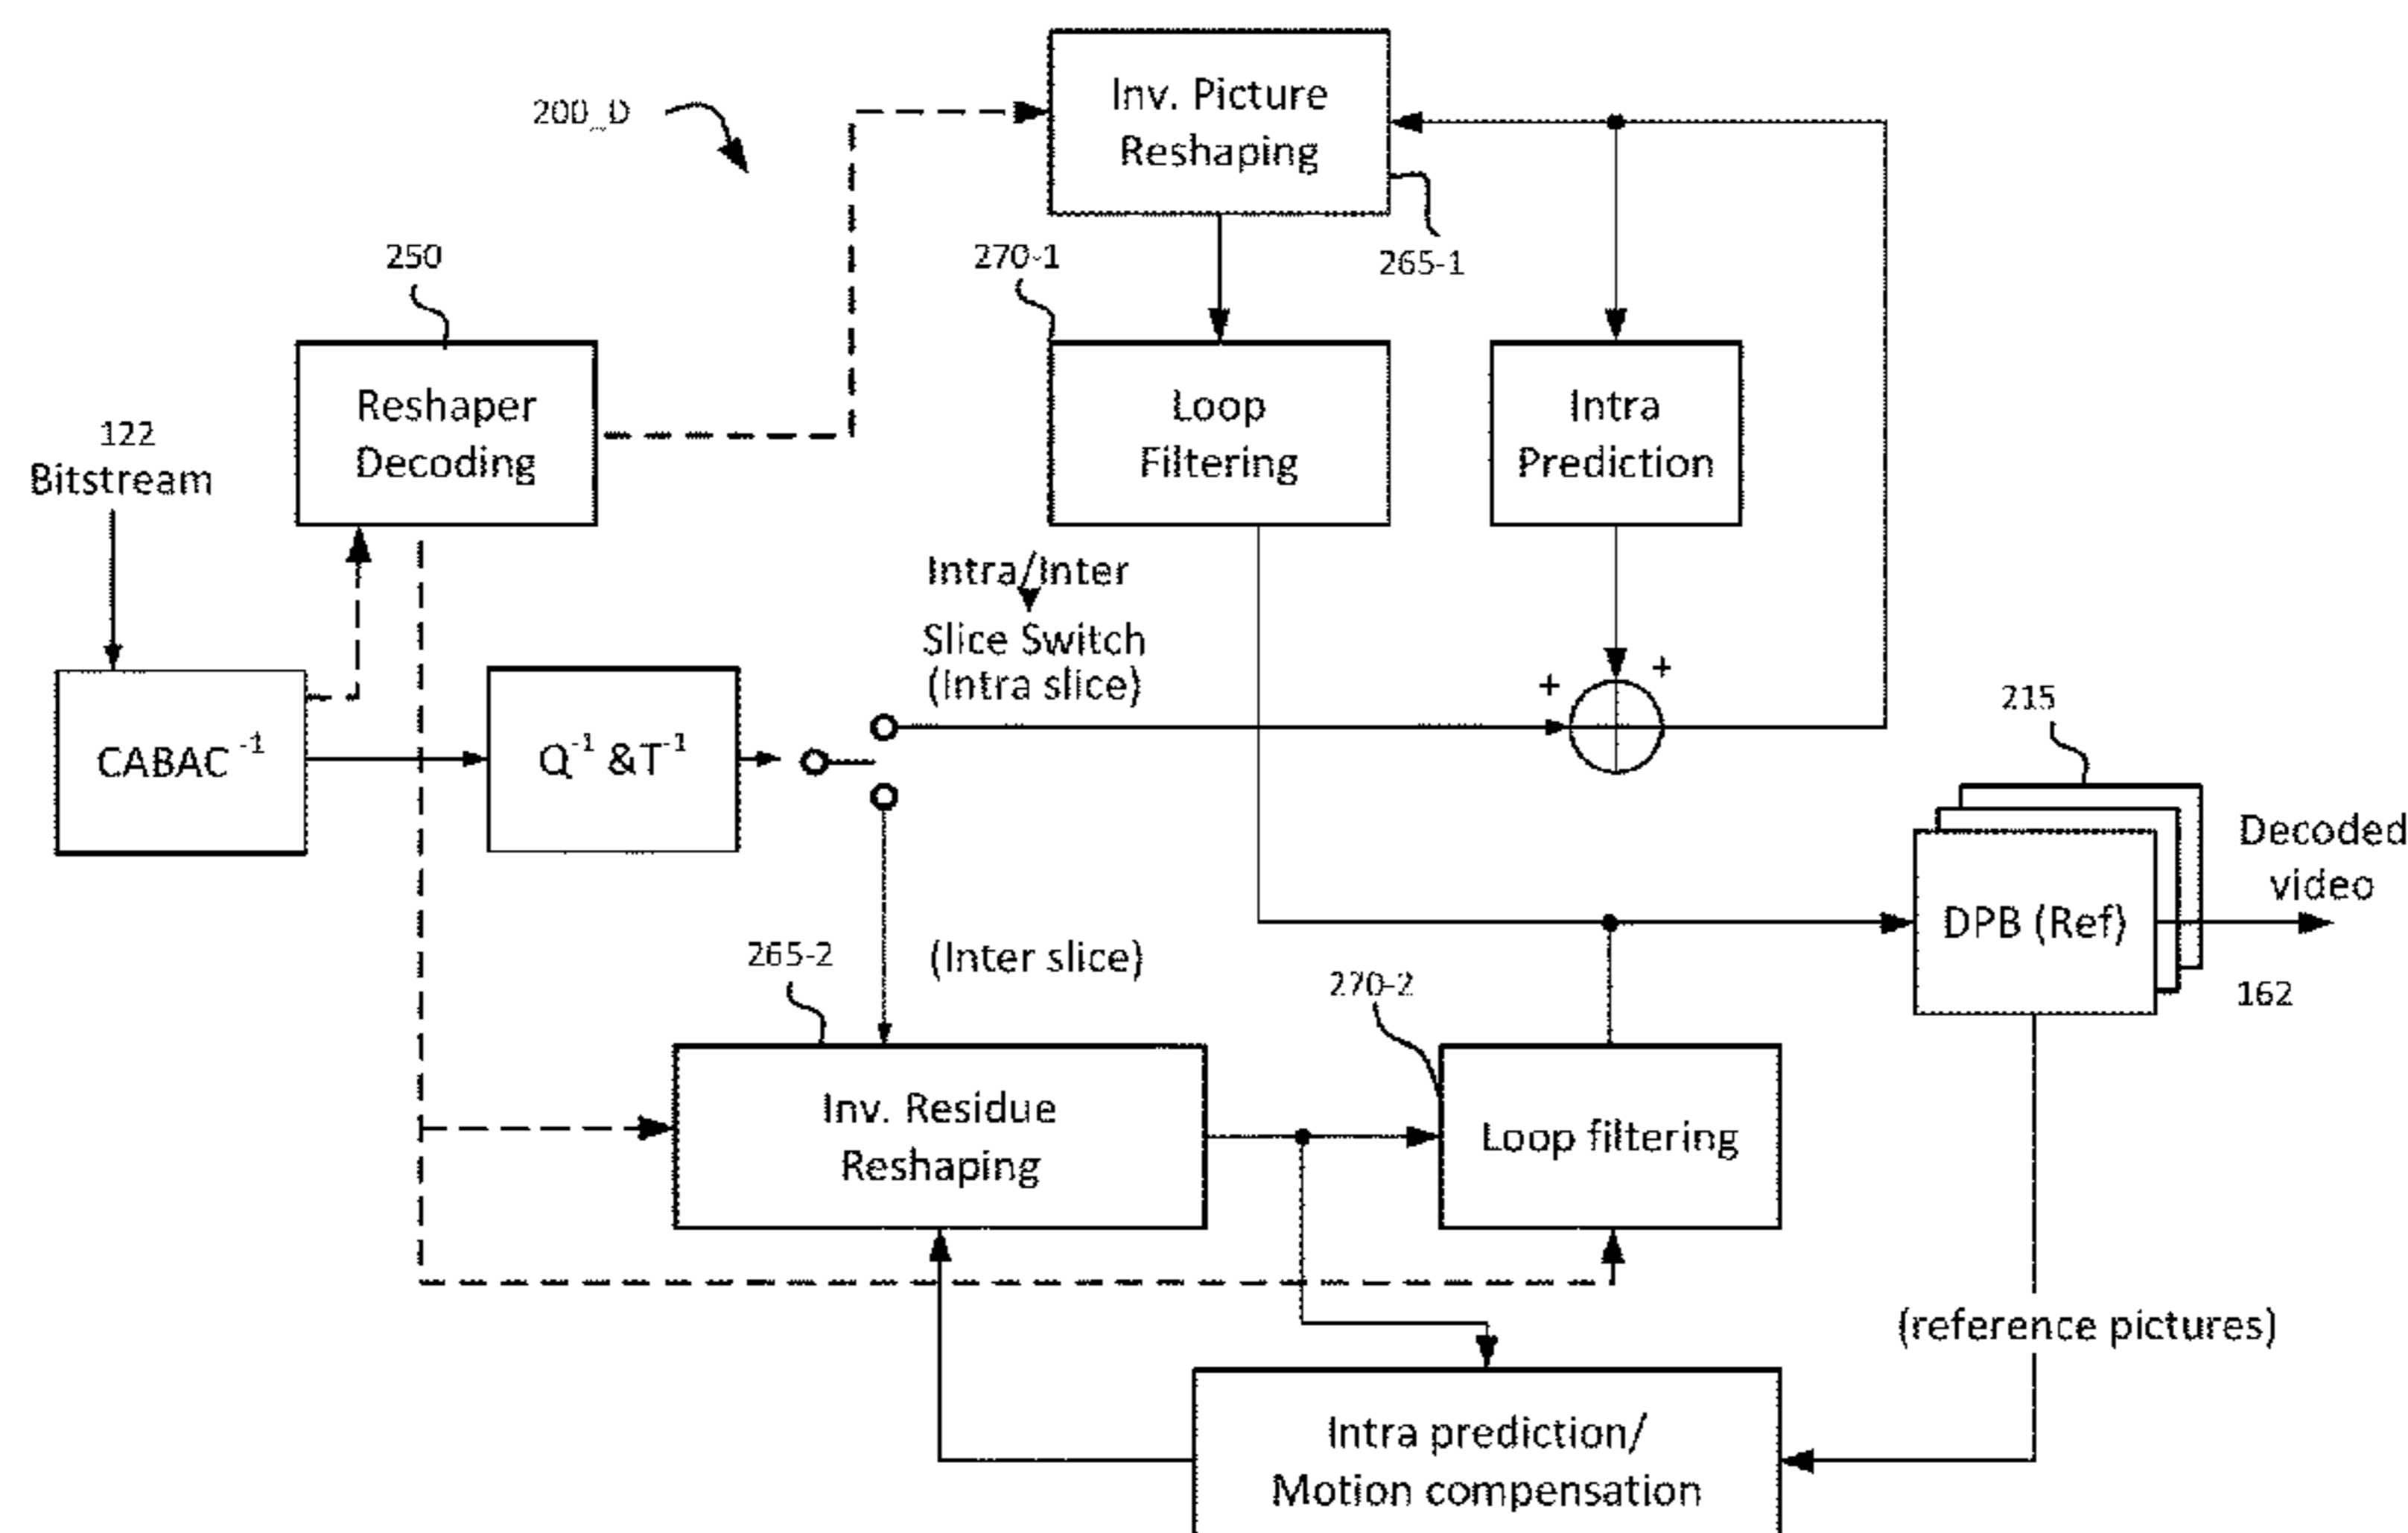 Inv. Picture
Reshaping
200_D
265-1
250
270-1
Reshaper
Decoding
Loop
Filtering
Intra
Prediction
122
Bitstream
Intra/Inter
Slice Switch
(Intra slice)
+
+
215
CABAC⁻¹
Q⁻¹ &T⁻¹
Decoded
video
DPB (Ref)
162
265-2
(Inter slice)
270-2
Inv. Residue
Reshaping
Loop filtering
(reference pictures)
Intra prediction/
Motion compensation